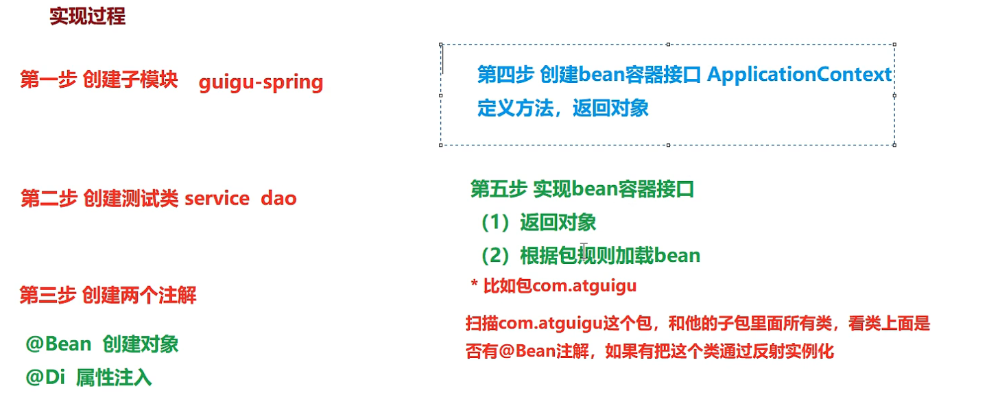 实现过程
第一步 创建子模块 guigu-spring
第二步 创建测试类 service dao
第三步 创建两个注解
@Bean 创建对象
@Di 属性注入
第四步 创建bean容器接口 ApplicationContext
定义方法，返回对象
第五步 实现bean容器接口
（1）返回对象
（2）根据包规则加载bean
* 比如包com.atguigu
扫描com.atguigu这个包，和他的子包里面所有类，看类上面是
否有@Bean注解，如果有把这个类通过反射实例化